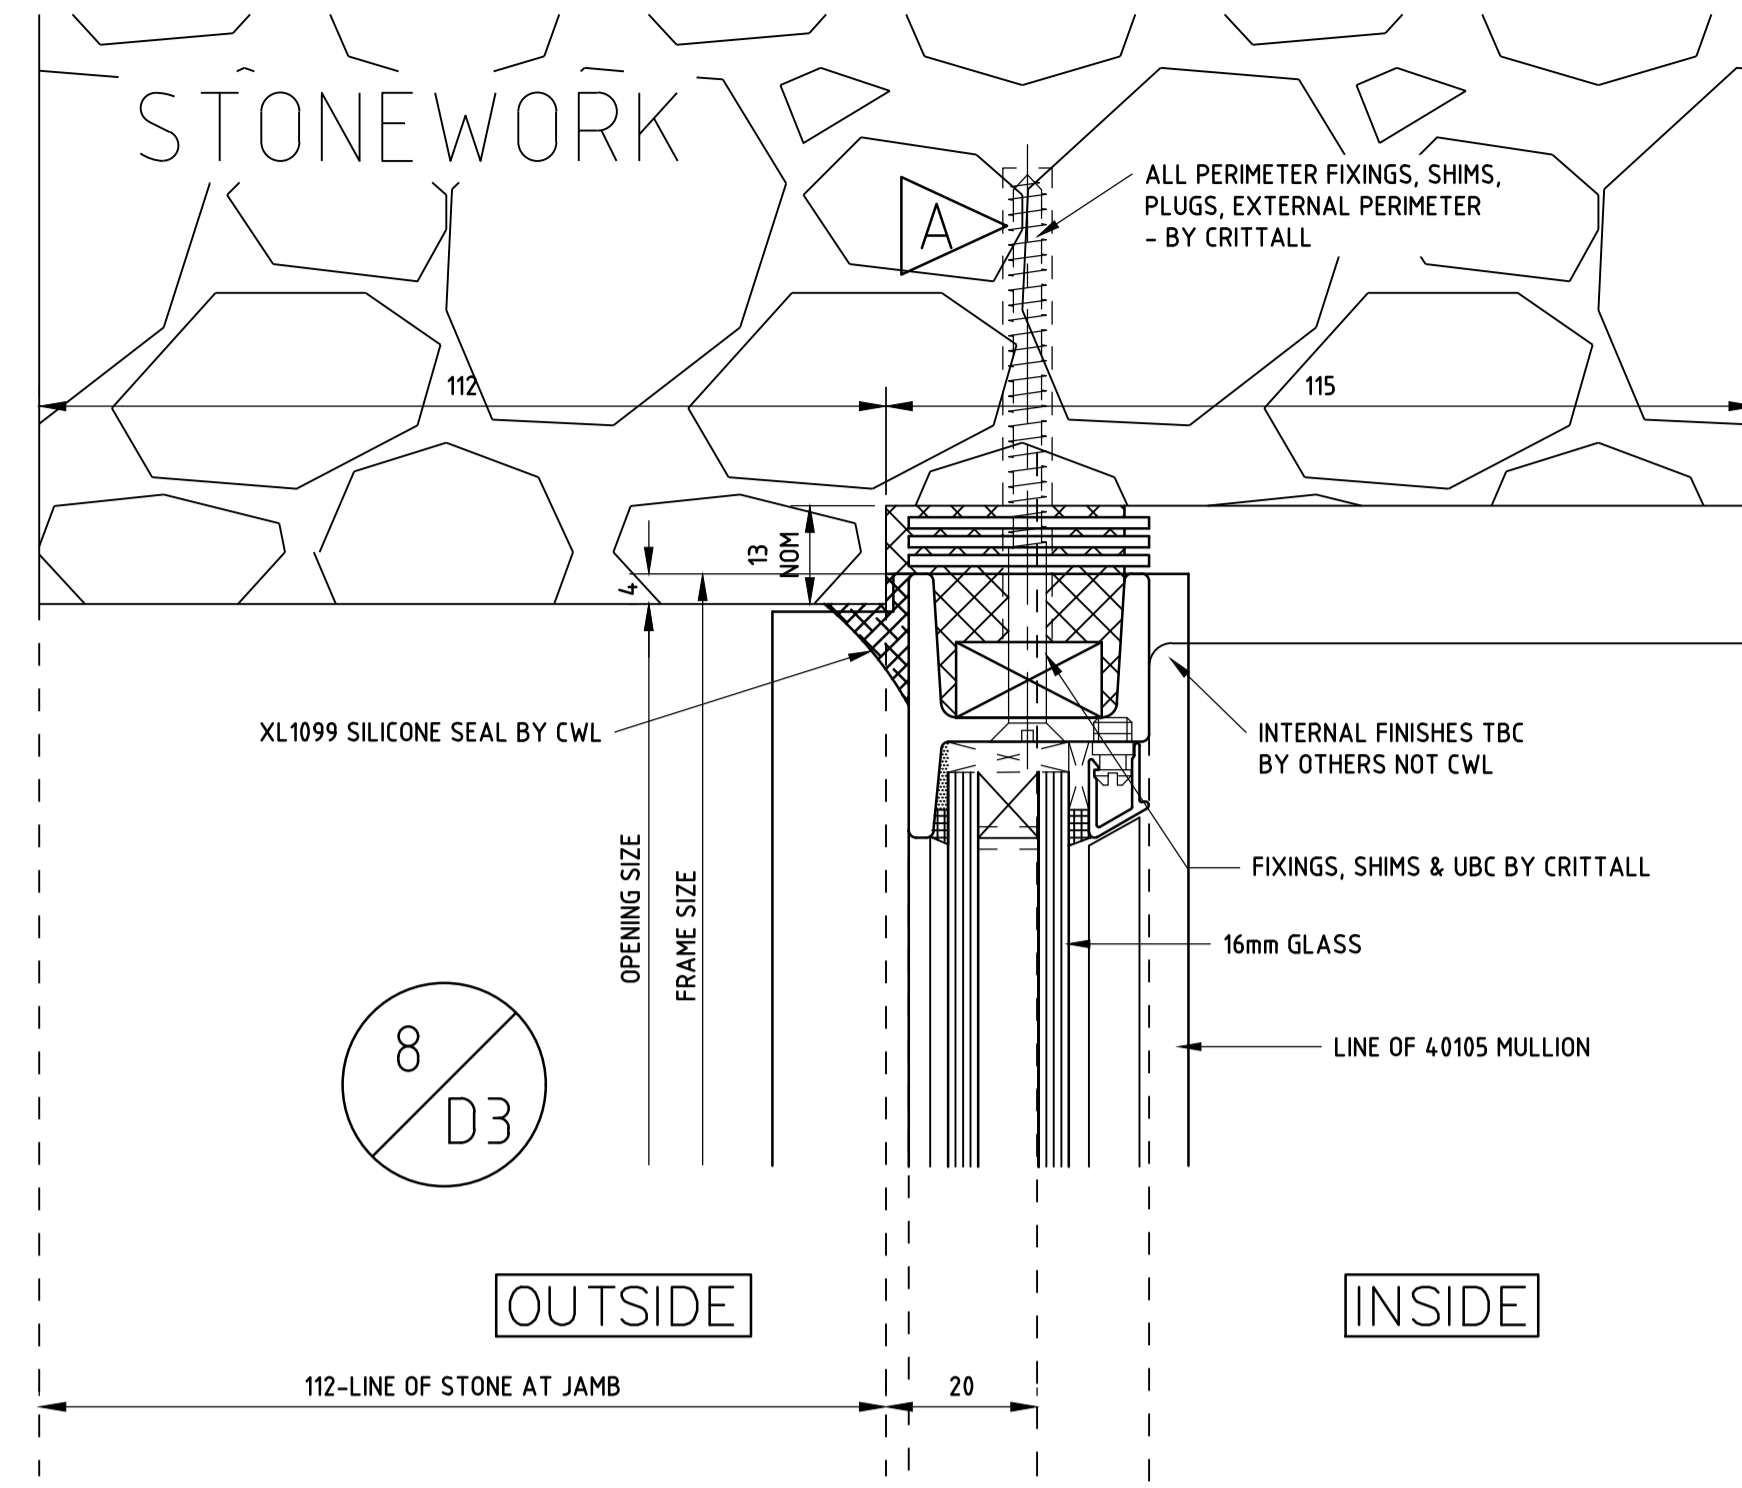 STONEWORK
A
ALL PERIMETER FIXINGS, SHIMS,
PLUGS, EXTERNAL PERIMETER
- BY CRITTALL
112
115
13
NOM
4
XL1099 SILICONE SEAL BY CWL
INTERNAL FINISHES TBC
BY OTHERS NOT CWL
OPENING SIZE
FRAME SIZE
FIXINGS, SHIMS & UBC BY CRITTALL
16mm GLASS
LINE OF 40105 MULLION
8
D3
OUTSIDE
INSIDE
112-LINE OF STONE AT JAMB
20